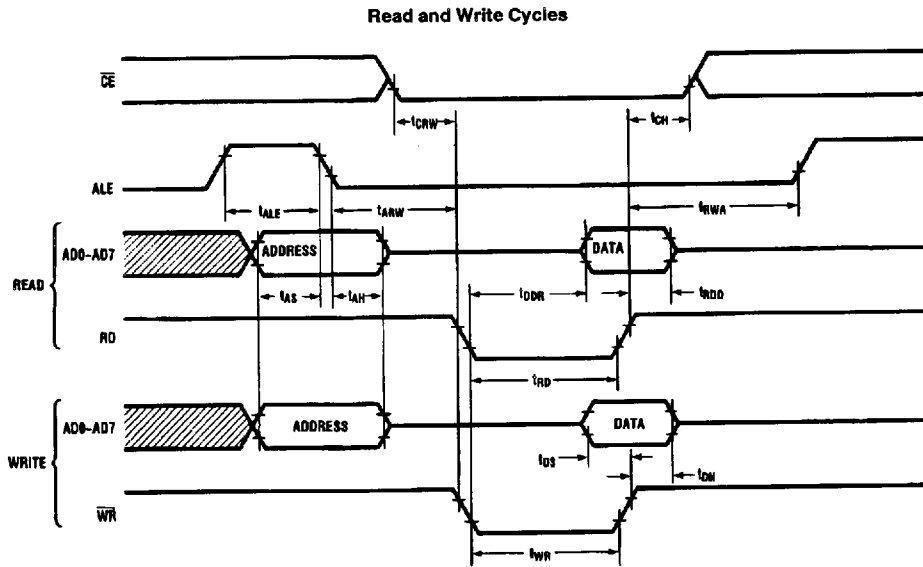 Read and Write Cycles
CE
tCRW
tCH
ALE
tALE
tARW
tRWA
READ
AD0-AD7
ADDRESS
DATA
tAS
tAH
tDDR
tRDD
RD
tRD
WRITE
AD0-AD7
ADDRESS
DATA
tDS
tDH
WR
tWR